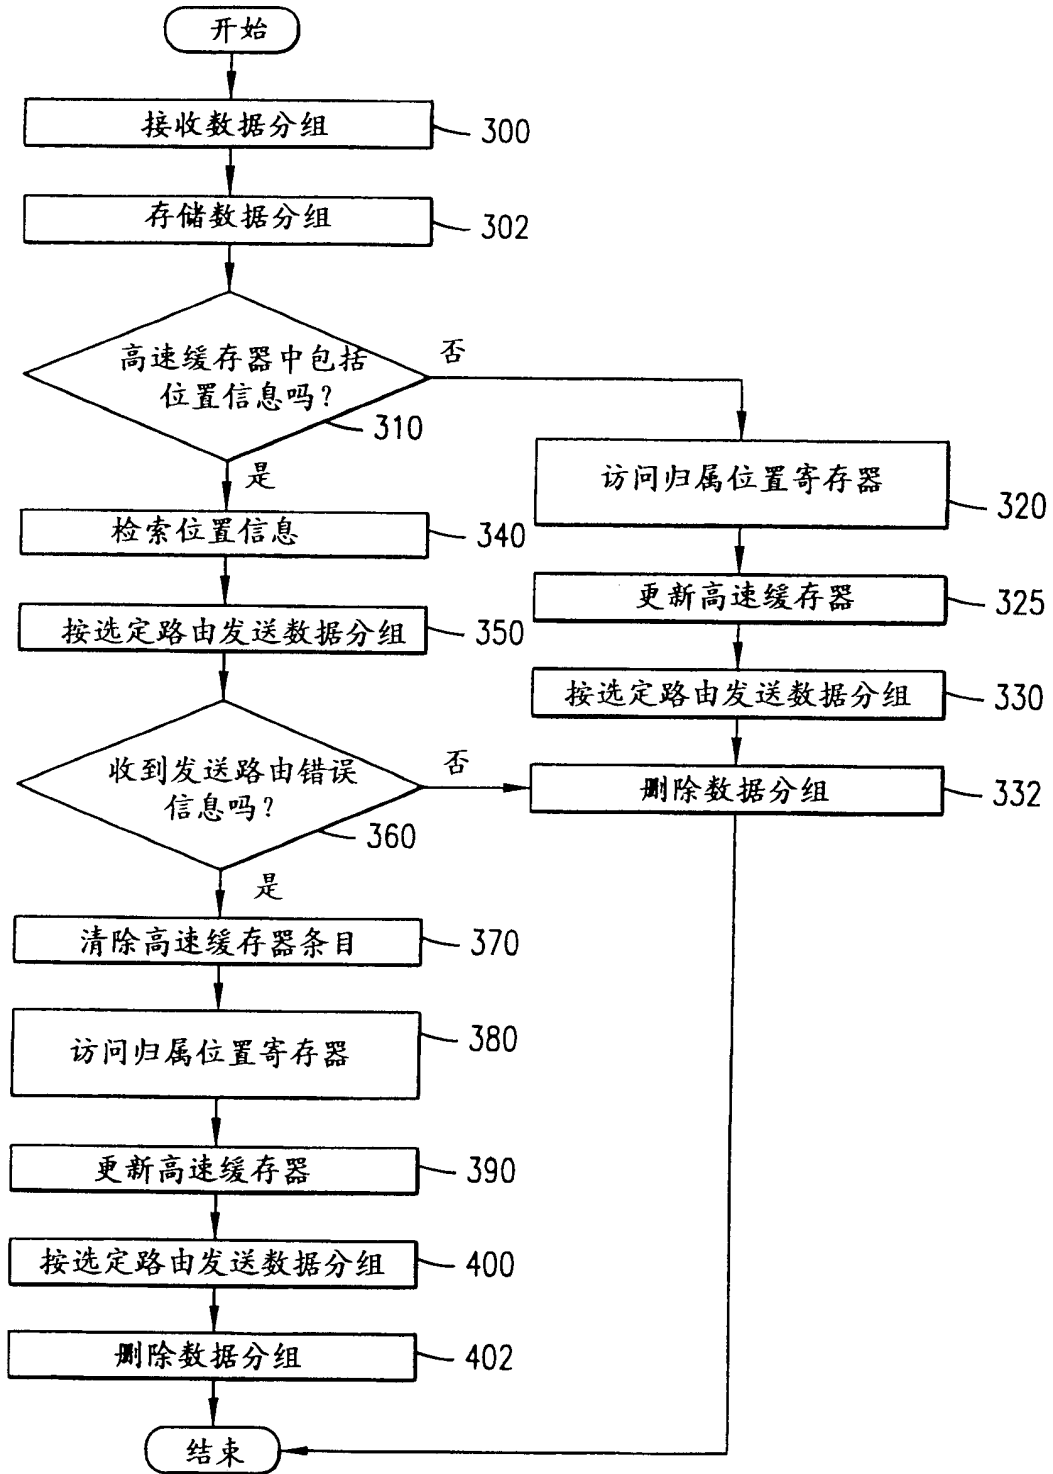 开始
接收数据分组
300
存储数据分组
302
高速缓存器中包括
位置信息吗？
310
否
是
访问归属位置寄存器
320
检索位置信息
340
更新高速缓存器
325
按选定路由发送数据分组
350
按选定路由发送数据分组
330
收到发送路由错误
信息吗？
360
否
是
删除数据分组
332
清除高速缓存器条目
370
访问归属位置寄存器
380
更新高速缓存器
390
按选定路由发送数据分组
400
删除数据分组
402
结束